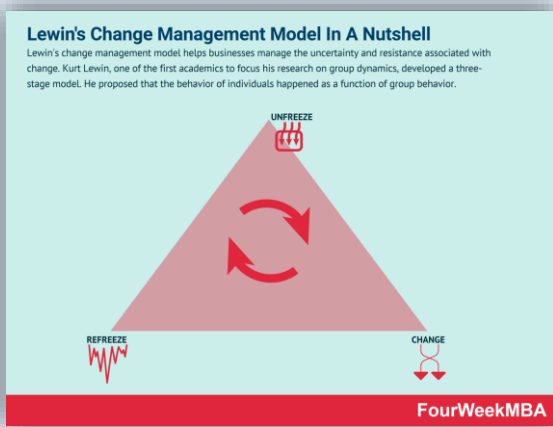 Lewin's Change Management Model In A Nutshell
Lewin's change management model helps businesses manage the uncertainty and resistance associated with
change. Kurt Lewin, one of the first academics to focus his research on group dynamics, developed a three-
stage model. He proposed that the behavior of individuals happened as a function of group behavior.
UNFREEZE
REFREEZE
CHANGE
FourWeekMBA